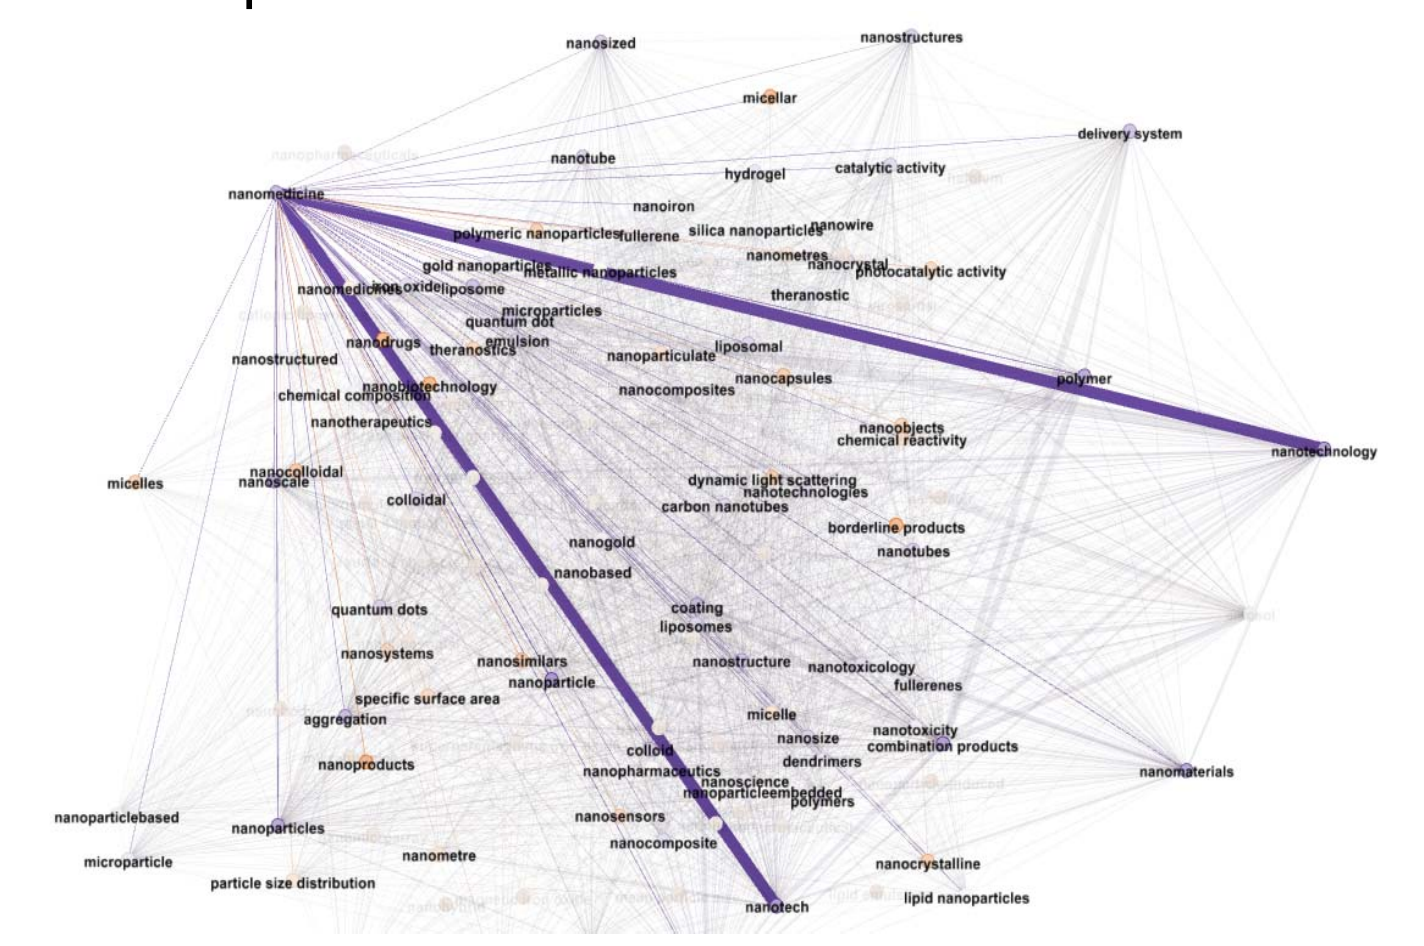 nanosized
nanostructures
micellar
delivery system
nanopharmaceuticals
nanotube
hydrogel
catalytic activity
nanomedicine
nanoiron
polymeric nanoparticles
fullerene
silica nanoparticles
nanowire
nanometres
nanocrystal
photocatalytic activity
gold nanoparticles
metallic nanoparticles
nanomedicines
iron oxide
liposome
theranostic
microparticles
quantum dot
emulsion
nanodrugs
theranostics
liposomal
nanoparticulate
nanostructured
nanocapsules
polymer
nanobiotechnology
nanocomposites
chemical composition
nanotherapeutics
nanoobjects
chemical reactivity
nanotechnology
nanocolloidal
nanoscale
micelles
dynamic light scattering
nanotechnologies
colloidal
carbon nanotubes
borderline products
nanogold
nanotubes
nanobased
quantum dots
coating
liposomes
nanosystems
nanosimilars
nanostructure
nanotoxicology
nanoparticle
fullerenes
specific surface area
aggregation
micelle
nanotoxicity
nanosize
combination products
colloid
nanoproducts
dendrimers
nanopharmaceutics
nanomaterials
nanoscience
nanoparticleembedded
polymers
nanoparticlebased
nanosensors
nanoparticles
nanocomposite
nanometre
microparticle
nanocrystalline
particle size distribution
lipid nanoparticles
nanotech